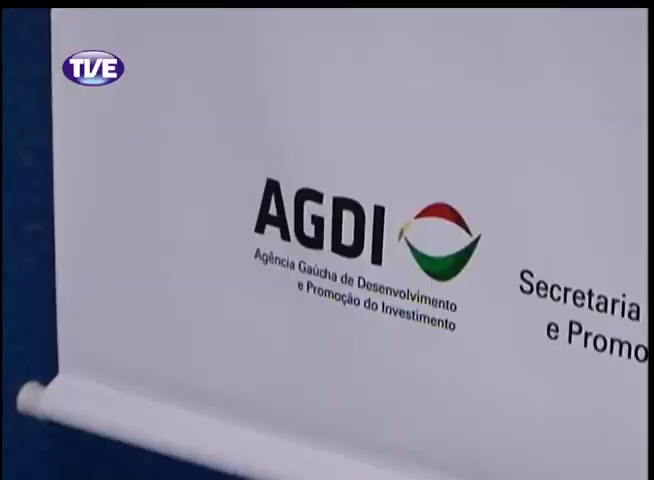 TVE
AGDI
Agência Gaúcha de Desenvolvimento
e Promoção do Investimento
Secretaria
e Promo